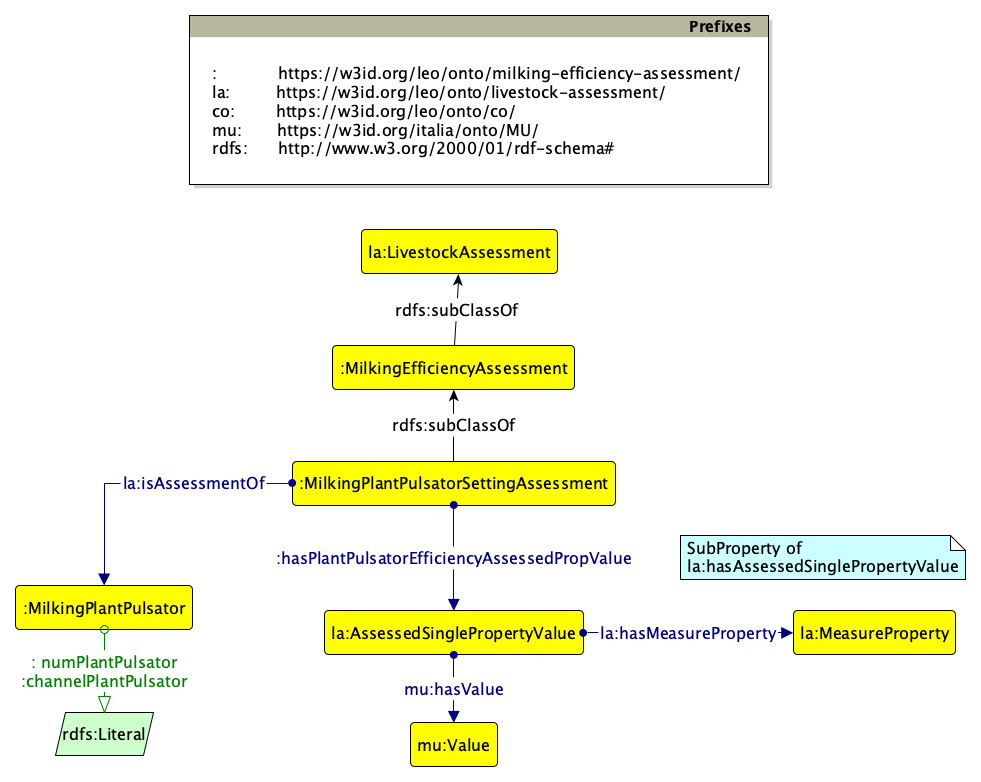 Prefixes
: https://w3id.org/leo/onto/milking-efficiency-assessment/
la: https://w3id.org/leo/onto/livestock-assessment/
co: https://w3id.org/leo/onto/co/
mu: https://w3id.org/italia/onto/MU/
rdfs: http://www.w3.org/2000/01/rdf-schema#
la:LivestockAssessment
rdfs:subClassOf
:MilkingEfficiencyAssessment
rdfs:subClassOf
la:isAssessmentOf
:MilkingPlantPulsatorSettingAssessment
:hasPlantPulsatorEfficiencyAssessedPropValue
SubProperty of
la:hasAssessedSinglePropertyValue
:MilkingPlantPulsator
la:AssessedSinglePropertyValue
la:hasMeasureProperty
la:MeasureProperty
: numPlantPulsator
:channelPlantPulsator
mu:hasValue
rdfs:Literal
mu:Value